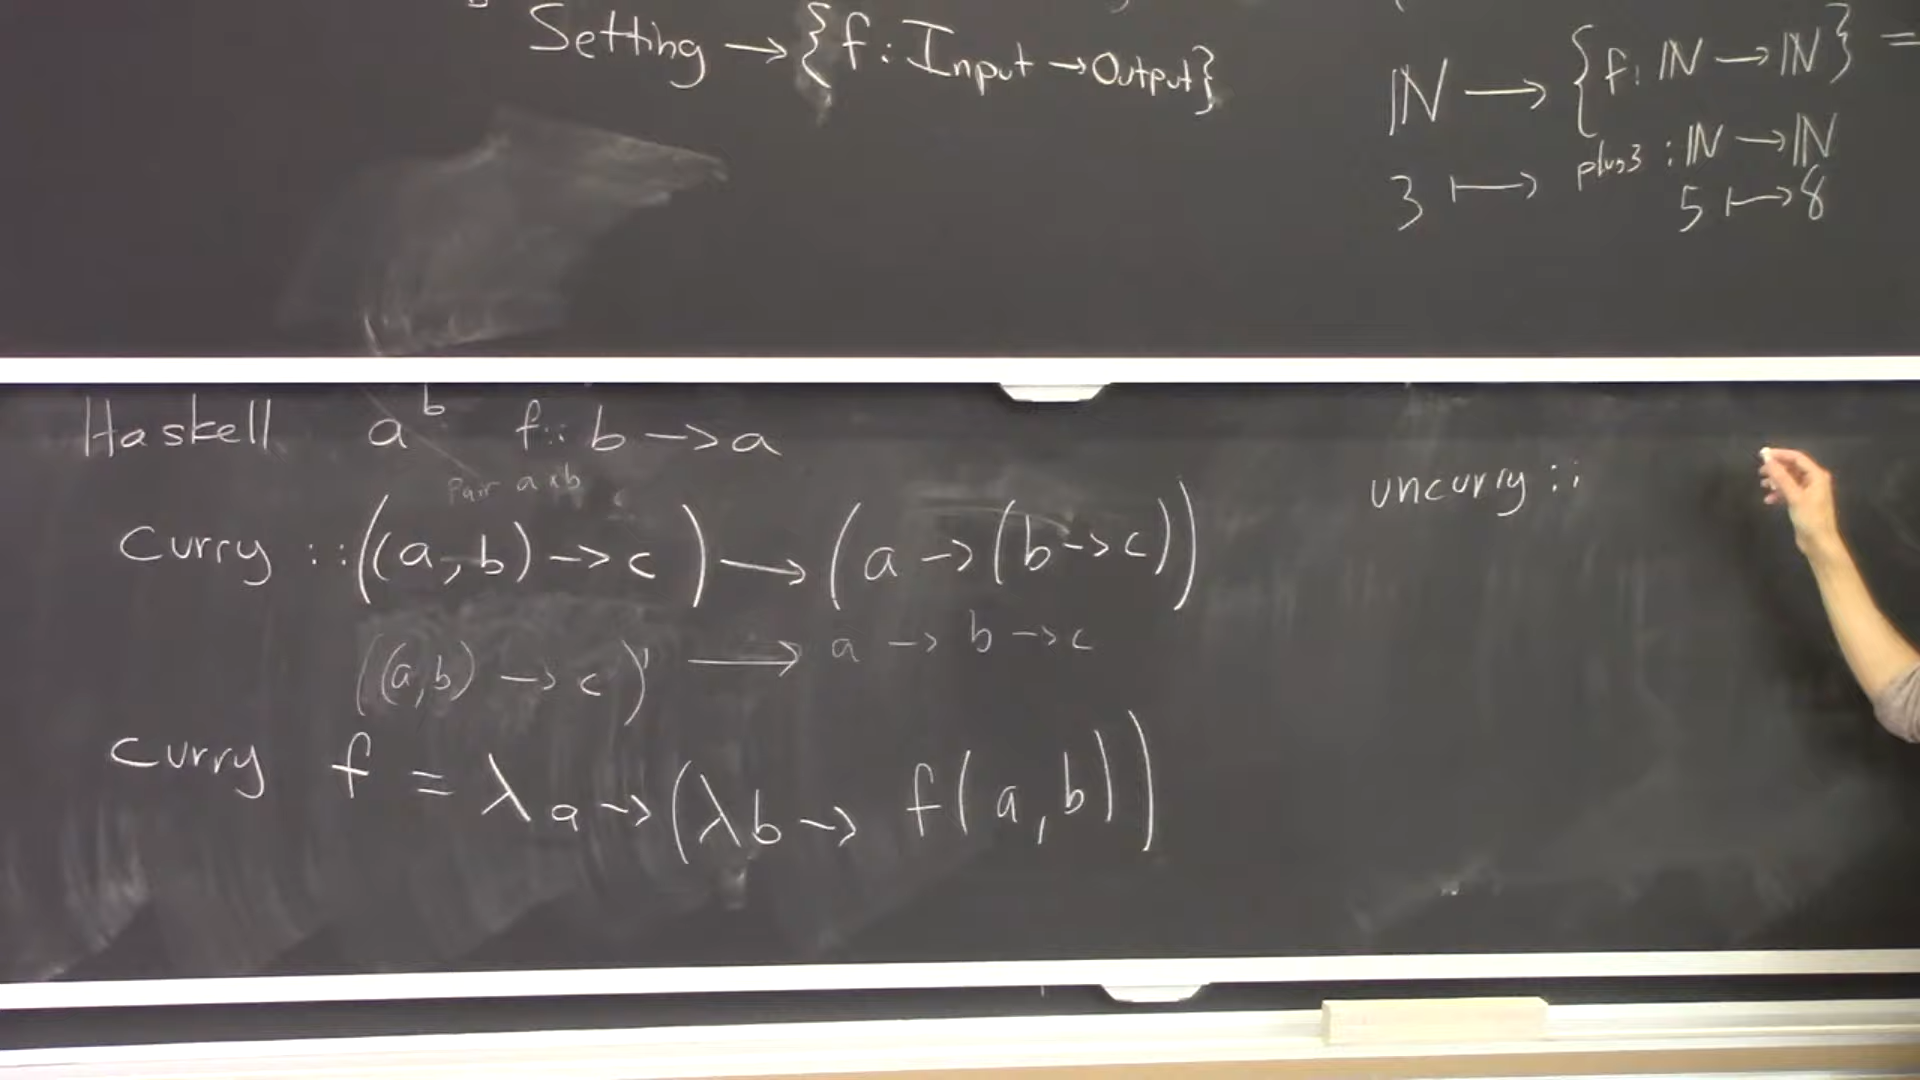 Setting → {f: Input → Output}
ℕ → {f: ℕ → ℕ} =
plus3 : ℕ → ℕ
3 ↦
5 ↦ 8
Haskell a^b f:: b → a
Pair a×b c
Curry :: ((a,b) → c) → (a → (b → c))
((a,b) → c) → a → b → c
curry f = λa → (λb → f(a,b))
uncurry ::